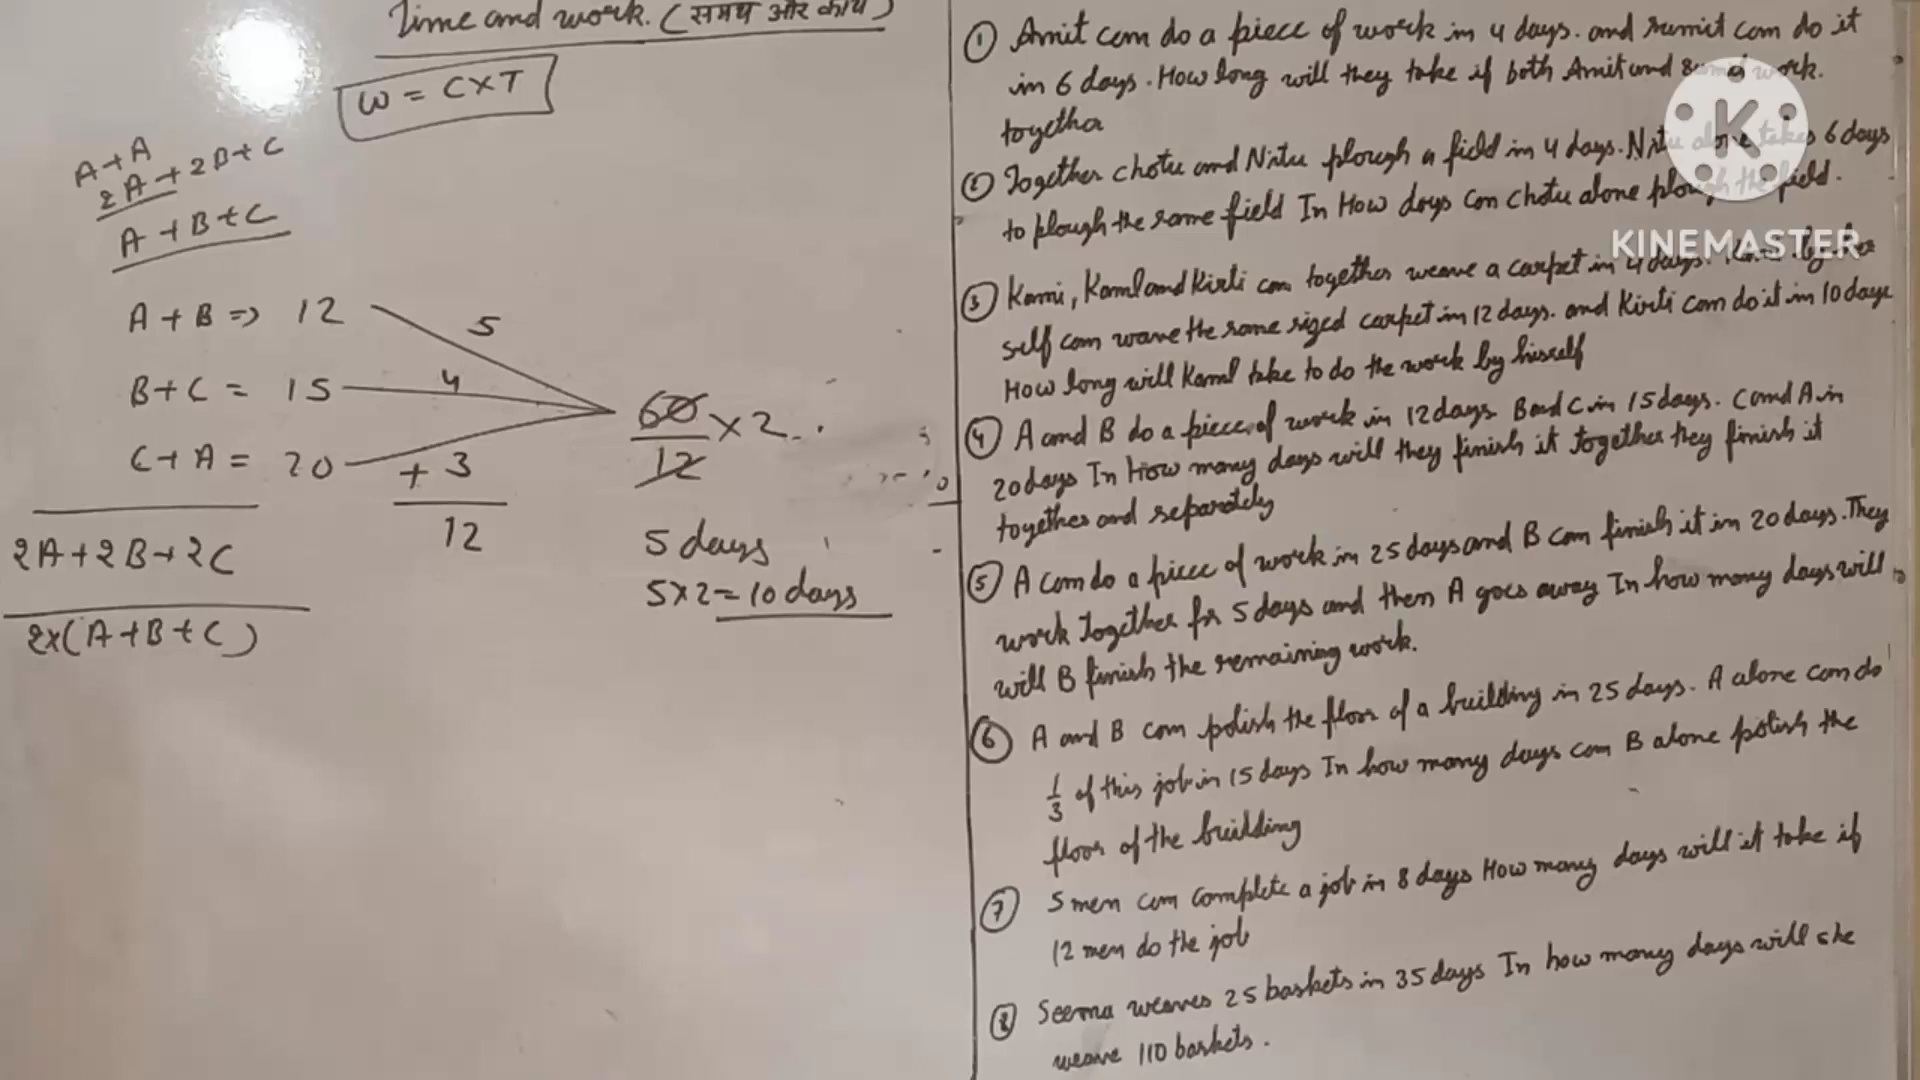 Time and work. (समय और कार्य)
W = C×T
A+A
2A+2B+C
A+B+C
A+B => 12
5
B+C = 15
4
C+A = 20
+3
12
60
12
×2
5 days
5×2=10 days
2A+2B+2C
2×(A+B+C)
① Amit can do a piece of work in 4 days. and sumit can do it
in 6 days. How long will they take if both Amit and work.
together
② Together chotu and Nitu plough a field in 4 days. Nitu alone takes 6 days
to plough the same field In How days can chotu alone plough the field.
③ Kami, Kaml and Kirti can together weave a carpet in 4 days.
self can wave the same sized carpet in 12 days. and Kirti can do it in 10 days
How long will Kaml take to do the work by hisself
④ A and B do a piece of work in 12 days B and C in 15 days. C and A in
20 days In How many days will they finish it together they finish it
together and separately
⑤ A can do a piece of work in 25 days and B can finish it in 20 days. They
work together for 5 days and then A goes away In how many days will
will B finish the remaining work.
⑥ A and B can polish the floor of a building in 25 days. A alone can do
1/3 of this job in 15 days In how many days can B alone polish the
floor of the building
⑦ 5 men can complete a job in 8 days How many days will it take if
12 men do the job
⑧ Seema weaves 25 baskets in 35 days In how many days will she
weave 110 baskets.
K
KINEMASTER